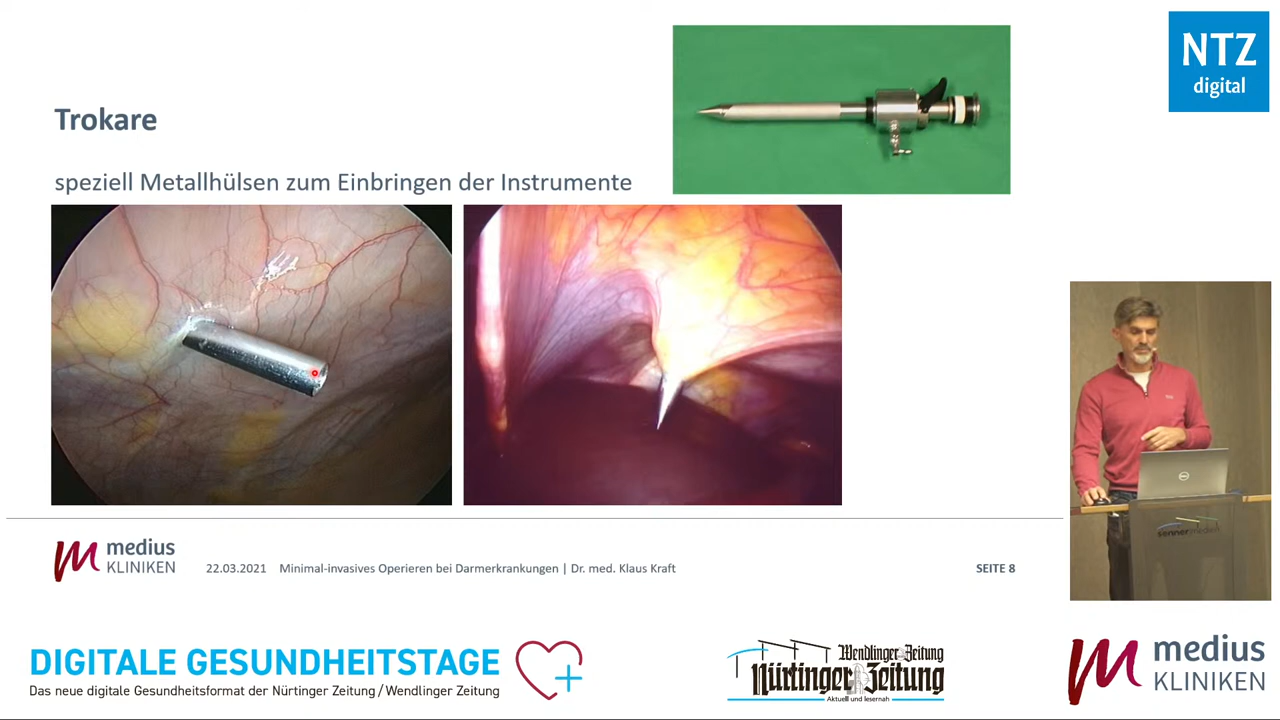 NTZ
digital
Trokare
speziell Metallhülsen zum Einbringen der Instrumente
DELL
sennermedien
medius
KLINIKEN
22.03.2021 Minimal-invasives Operieren bei Darmerkrankungen | Dr. med. Klaus Kraft
SEITE 8
DIGITALE GESUNDHEITSTAGE
Das neue digitale Gesundheitsformat der Nürtinger Zeitung/Wendlinger Zeitung
Wendlinger Zeitung
Nürtinger Zeitung
Aktuell und lesernah
medius
KLINIKEN